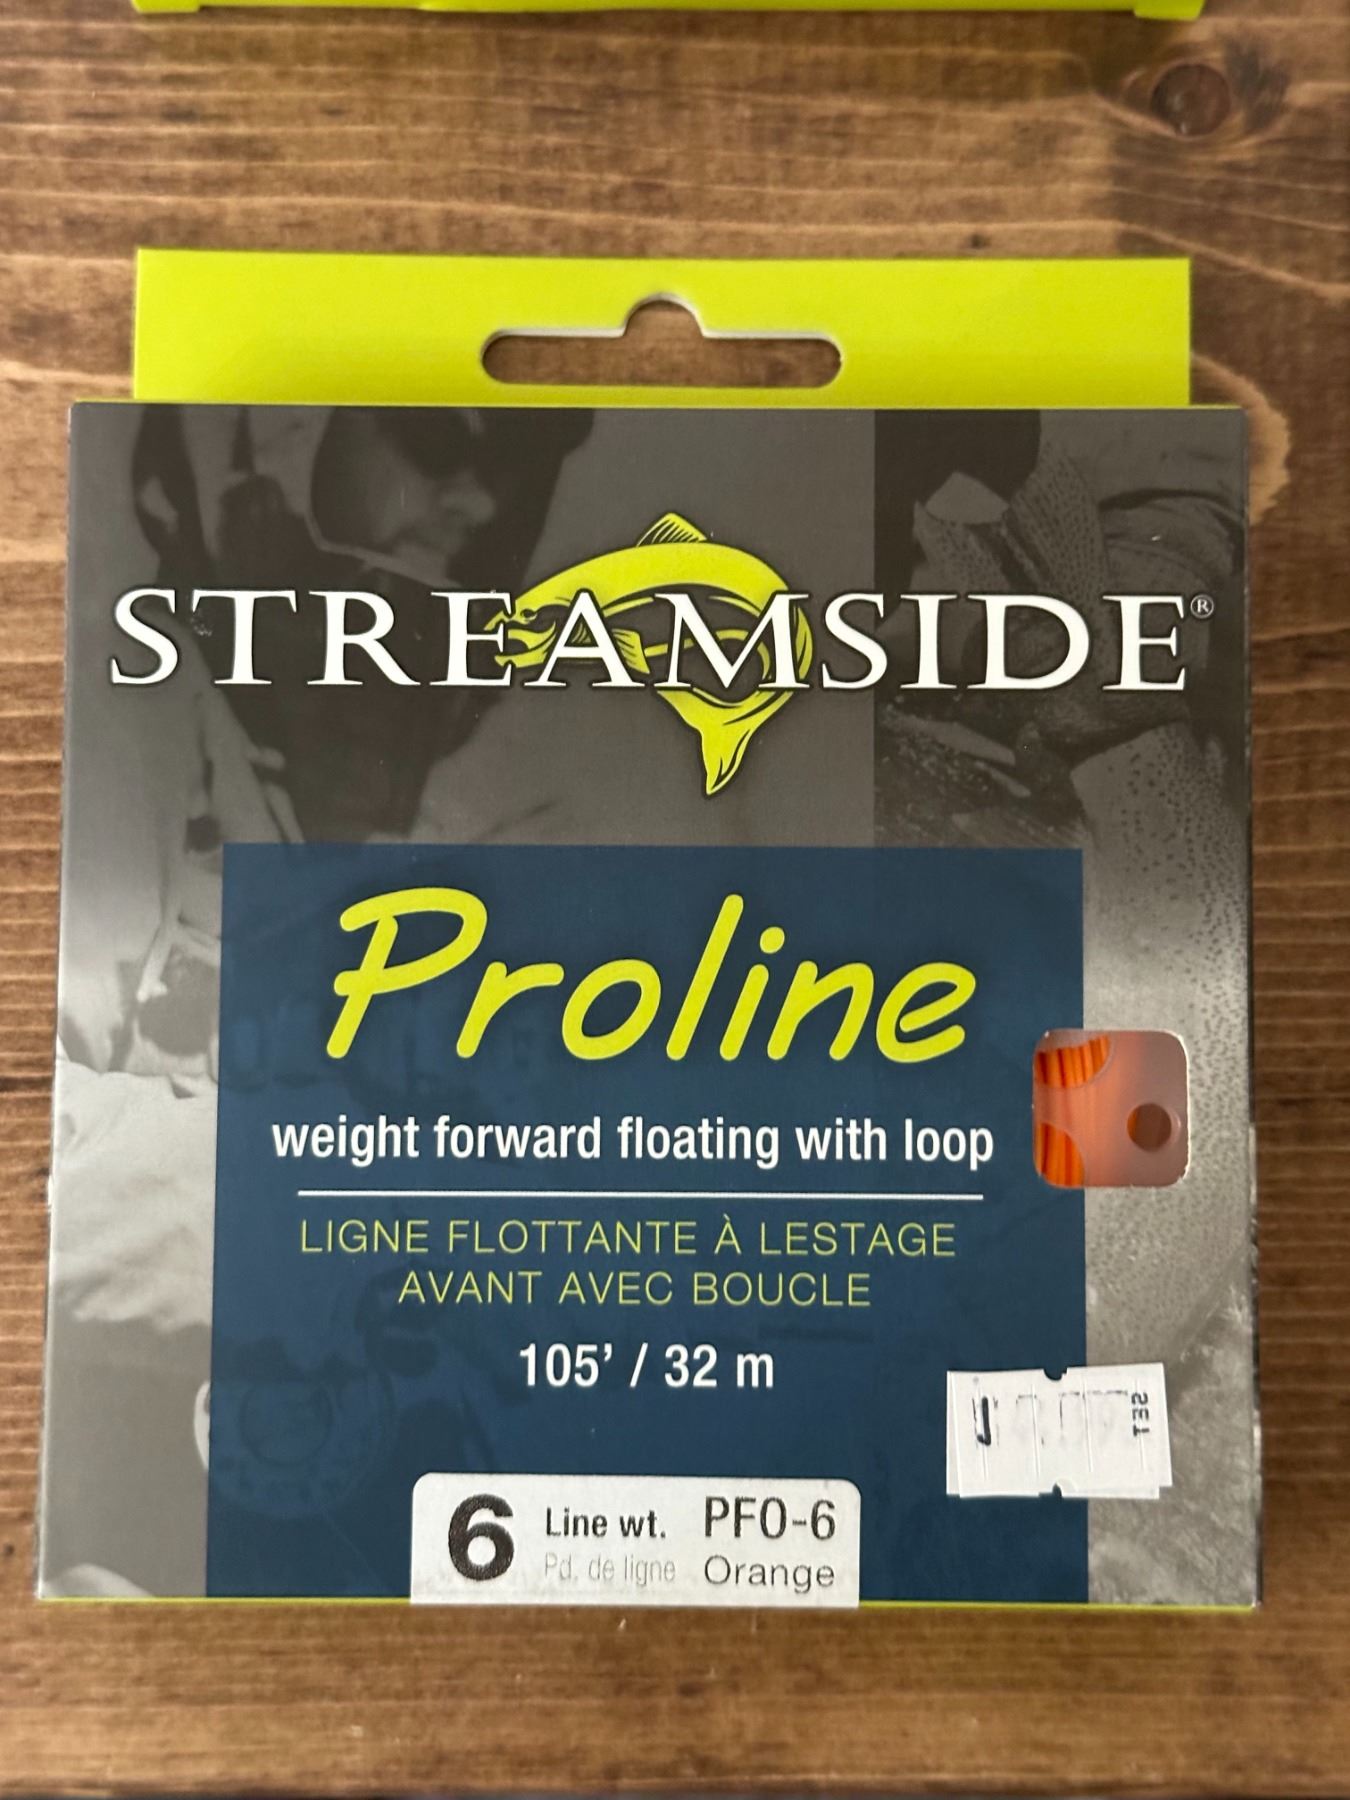 STREAMSIDE®
Proline
weight forward floating with loop
LIGNE FLOTTANTE À LESTAGE
AVANT AVEC BOUCLE
105' / 32 m
6 Line wt. PFO-6
Pd. de ligne Orange